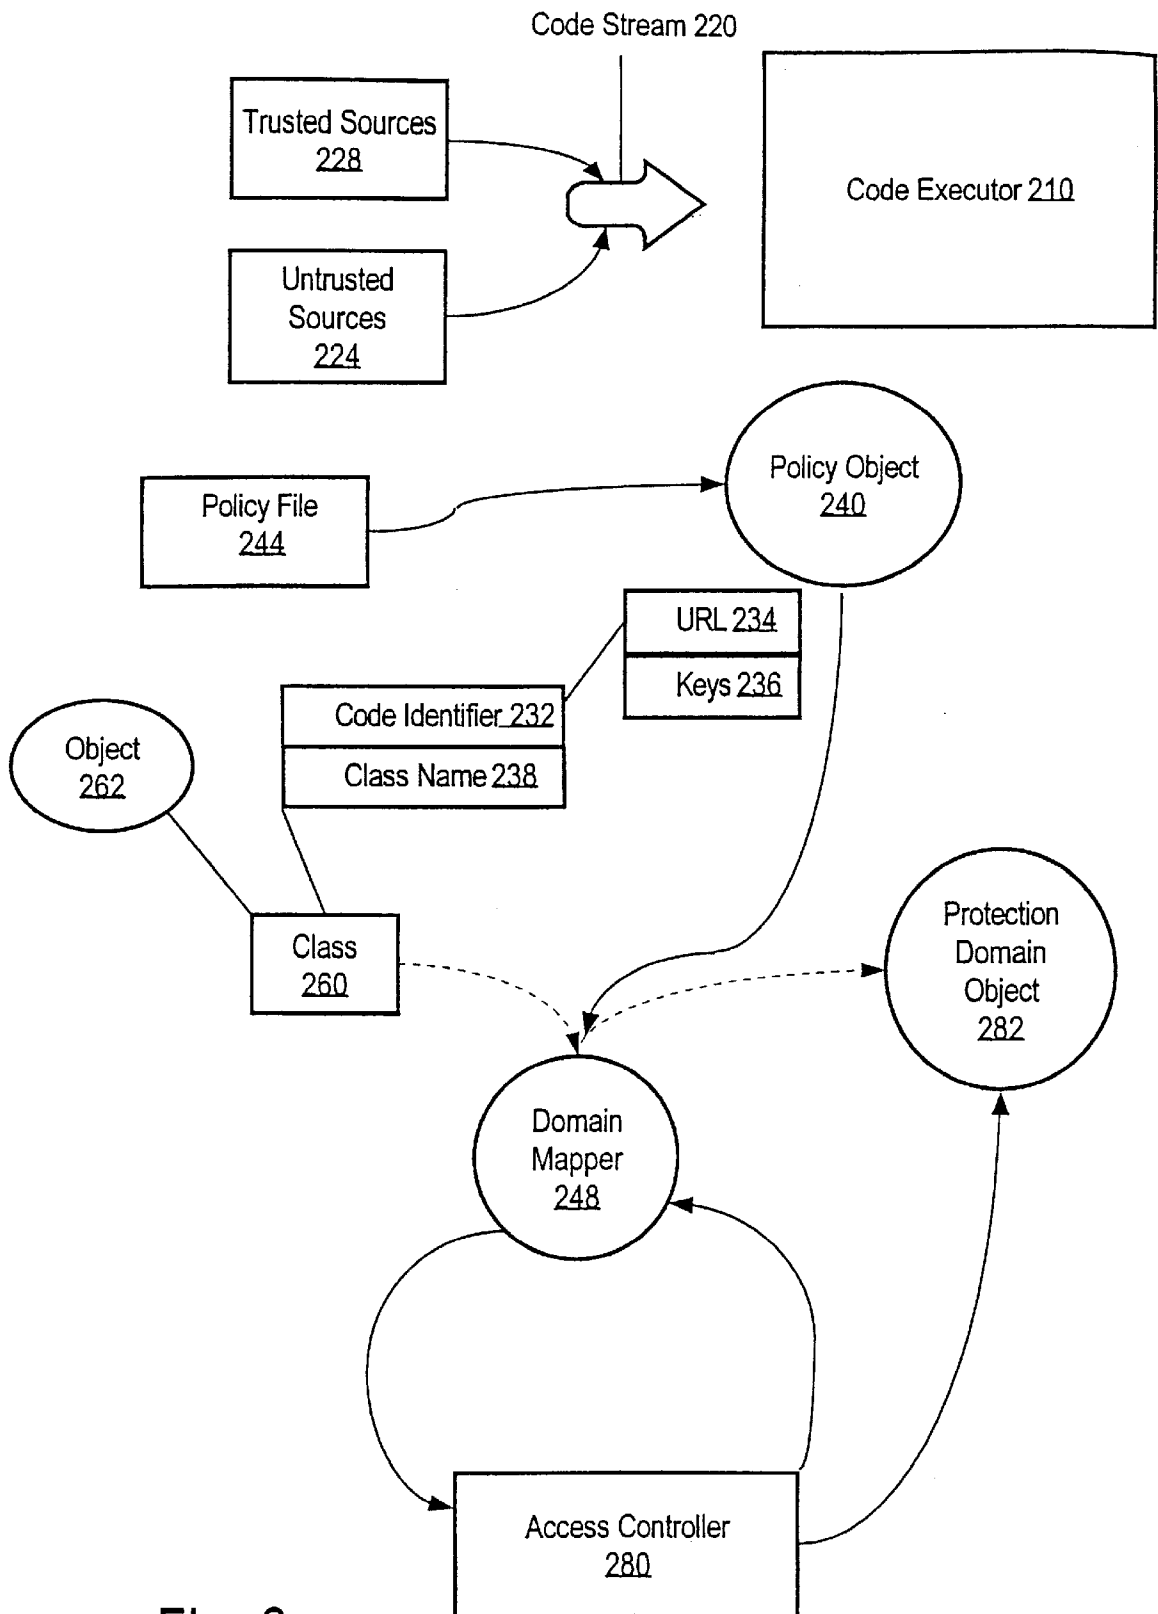 Code Stream 220
Trusted Sources
228
Code Executor 210
Untrusted
Sources
224
Policy Object
240
Policy File
244
URL 234
Keys 236
Code Identifier 232
Class Name 238
Object
262
Class
260
Protection
Domain
Object
282
Domain
Mapper
248
Access Controller
280